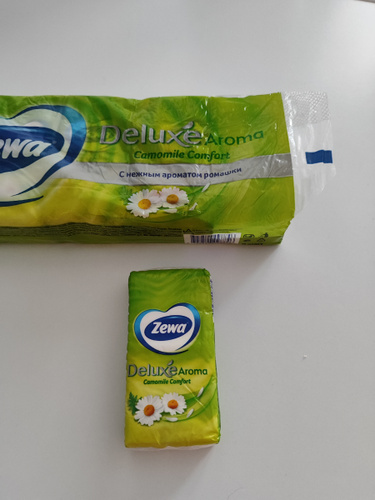 Zewa
Deluxe Aroma
Camomile Comfort
С нежным ароматом ромашки
Zewa
Deluxe Aroma
Camomile Comfort